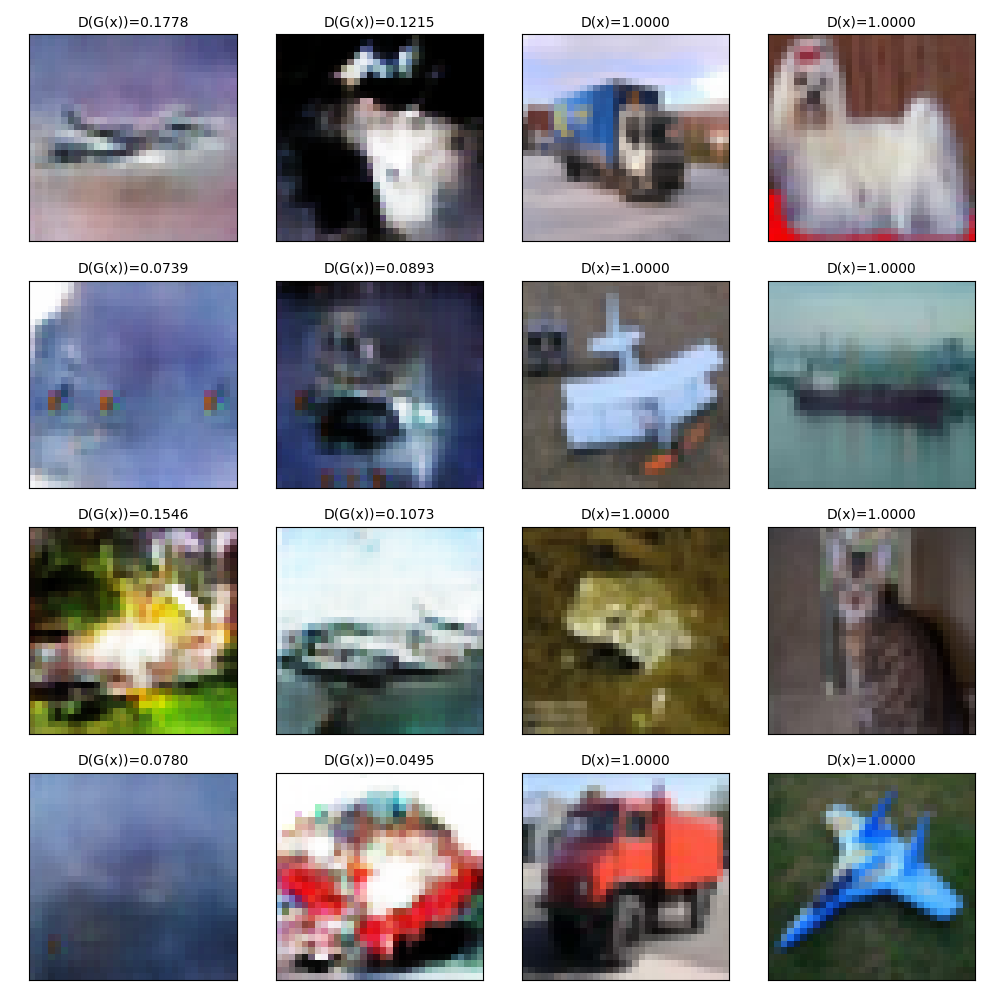 D(G(x))=0.1778
D(G(x))=0.1215
D(x)=1.0000
D(x)=1.0000
D(G(x))=0.0739
D(G(x))=0.0893
D(x)=1.0000
D(x)=1.0000
D(G(x))=0.1546
D(G(x))=0.1073
D(x)=1.0000
D(x)=1.0000
D(G(x))=0.0780
D(G(x))=0.0495
D(x)=1.0000
D(x)=1.0000